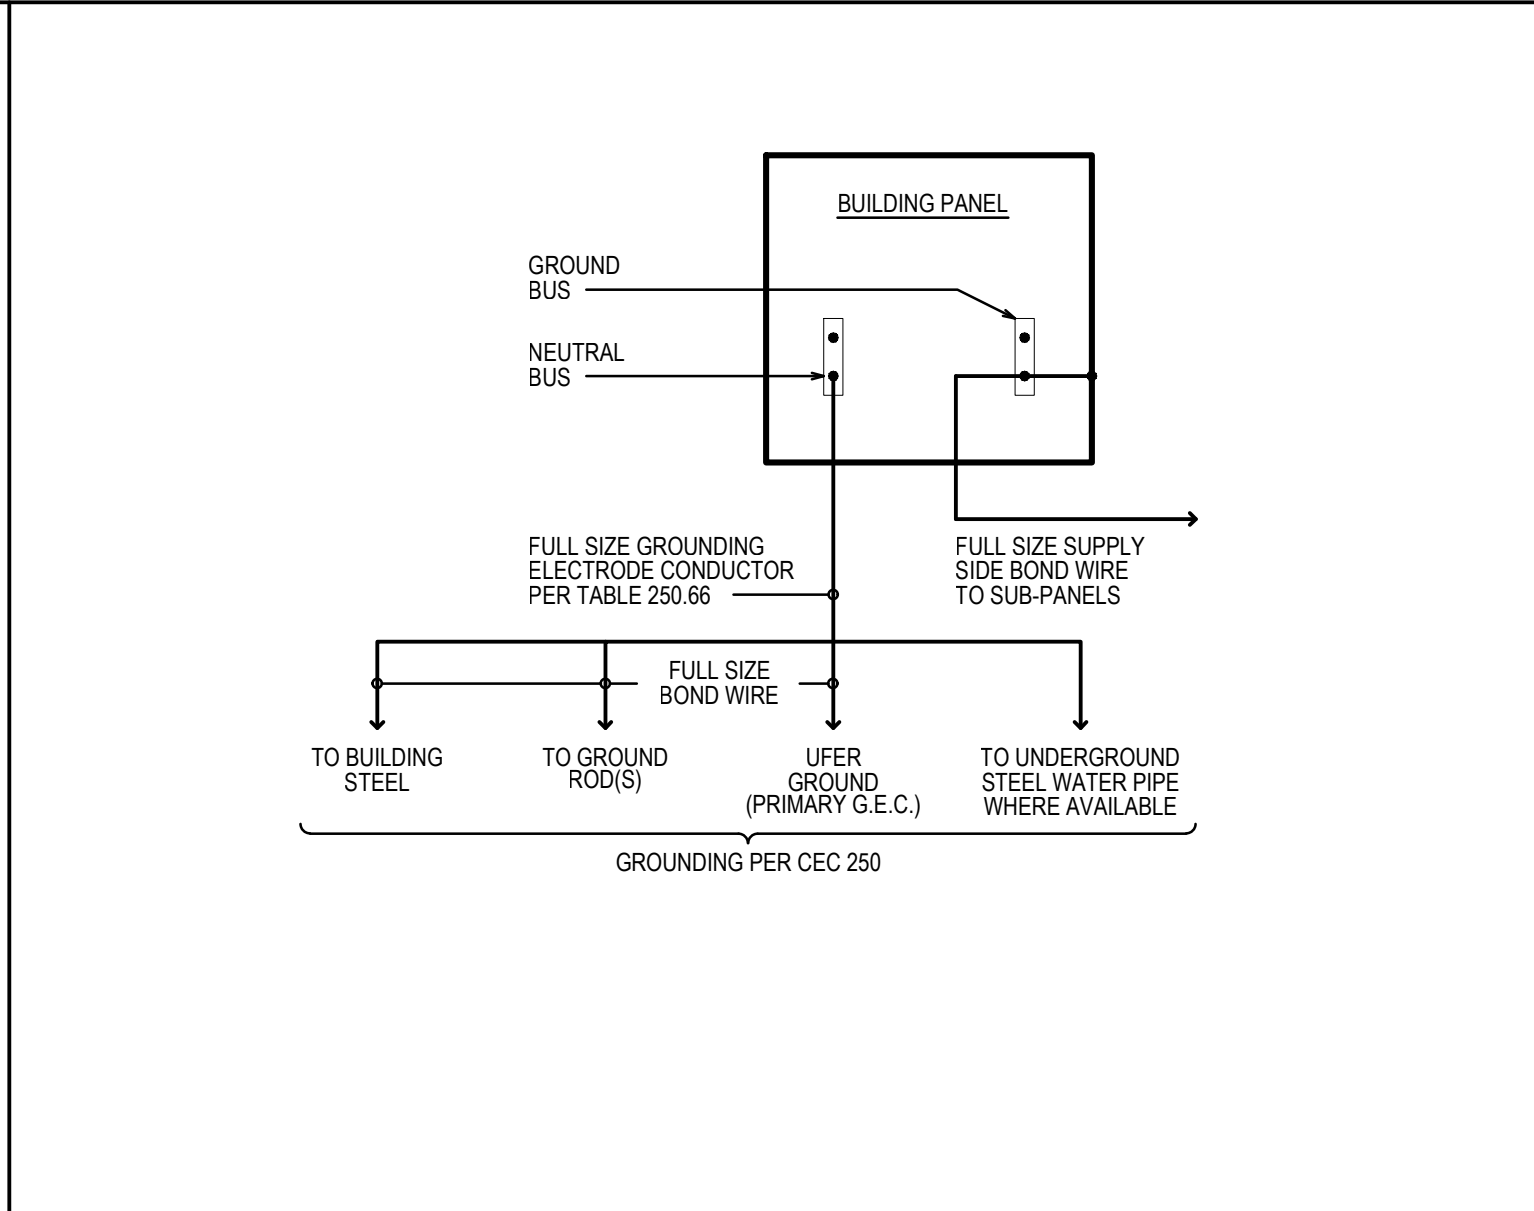 BUILDING PANEL
GROUND
BUS
NEUTRAL
BUS
FULL SIZE GROUNDING
ELECTRODE CONDUCTOR
PER TABLE 250.66
FULL SIZE SUPPLY
SIDE BOND WIRE
TO SUB-PANELS
FULL SIZE
BOND WIRE
TO BUILDING
STEEL
TO GROUND
ROD(S)
UFER
GROUND
(PRIMARY G.E.C.)
TO UNDERGROUND
STEEL WATER PIPE
WHERE AVAILABLE
GROUNDING PER CEC 250